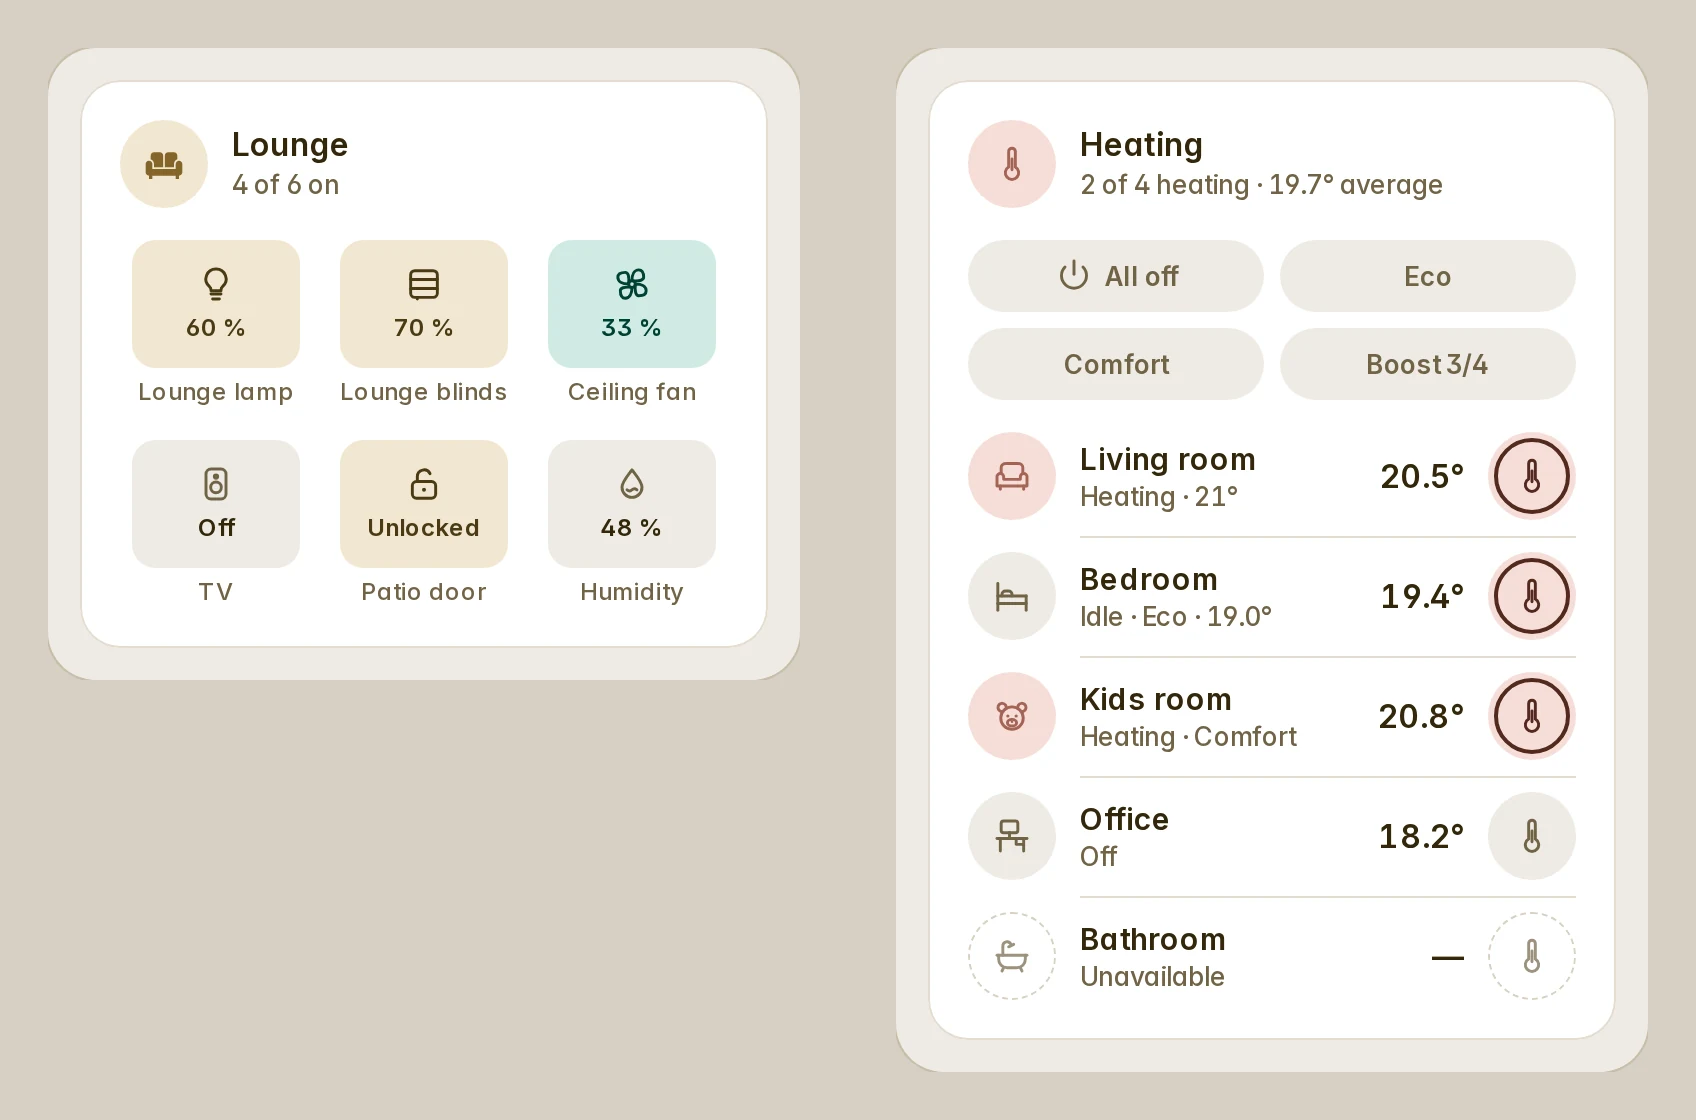 Lounge
4 of 6 on
60 %
70 %
33 %
Lounge lamp
Lounge blinds
Ceiling fan
Off
Unlocked
48 %
TV
Patio door
Humidity
Heating
2 of 4 heating · 19.7° average
All off
Eco
Comfort
Boost 3/4
Living room
Heating · 21°
20.5°
Bedroom
Idle · Eco · 19.0°
19.4°
Kids room
Heating · Comfort
20.8°
Office
Off
18.2°
Bathroom
Unavailable
—